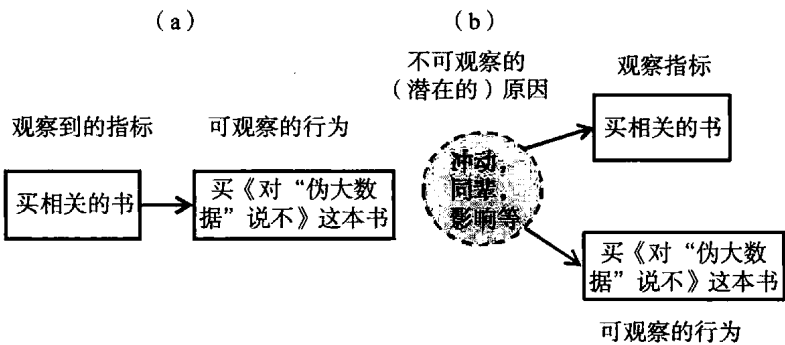 （a）
观察到的指标
可观察的行为
买相关的书
买《对“伪大数
据”说不》这本书
（b）
不可观察的
（潜在的）原因
观察指标
冲动，
同辈，
影响等
买相关的书
买《对“伪大数
据”说不》这本书
可观察的行为